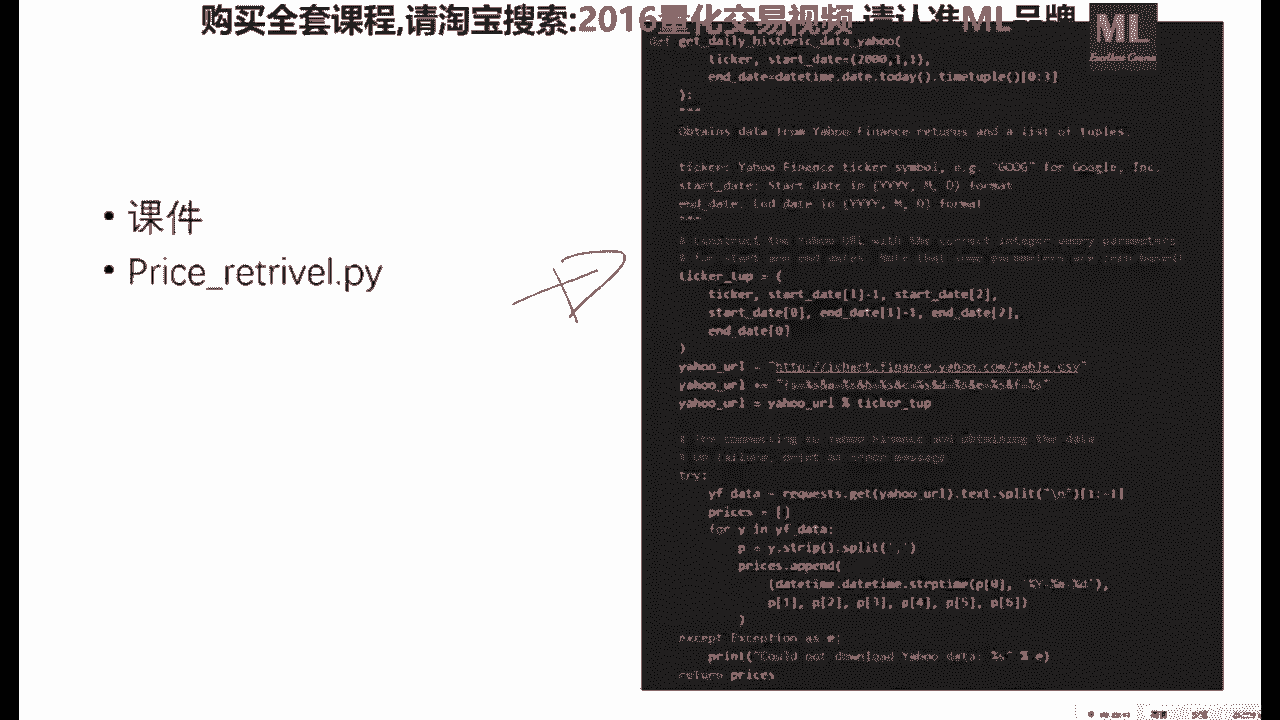 购买全套课程,请淘宝搜索:2016量化交易视频 请认准ML品牌
ML
Excellent Course
• 课件
• Price_retrivel.py
def get_daily_historic_data_yahoo(
ticker, start_date=(2000,1,1),
end_date=datetime.date.today().timetuple()[0:3]
):
"""
Obtains data from Yahoo Finance returns and a list of tuples.
ticker: Yahoo Finance ticker symbol, e.g. "GOOG" for Google, Inc.
start_date: Start date in (YYYY, M, D) format
end_date: End date in (YYYY, M, D) format
"""
# Construct the Yahoo URL with the correct integer query parameters
# for start and end dates. Note that some parameters are zero-based!
ticker_tup = (
ticker, start_date[1]-1, start_date[2],
start_date[0], end_date[1]-1, end_date[2],
end_date[0]
)
yahoo_url = "http://ichart.finance.yahoo.com/table.csv"
yahoo_url += "?s=%s&a=%s&b=%s&c=%s&d=%s&e=%s&f=%s"
yahoo_url = yahoo_url % ticker_tup
# Try connecting to Yahoo Finance and obtaining the data
# On failure, print an error message
try:
yf_data = requests.get(yahoo_url).text.split("\n")[1:-1]
prices = []
for y in yf_data:
p = y.strip().split(',')
prices.append(
(datetime.datetime.strptime(p[0], '%Y-%m-%d'),
p[1], p[2], p[3], p[4], p[5], p[6])
)
except Exception as e:
print("Could not download Yahoo data: %s" % e)
return prices